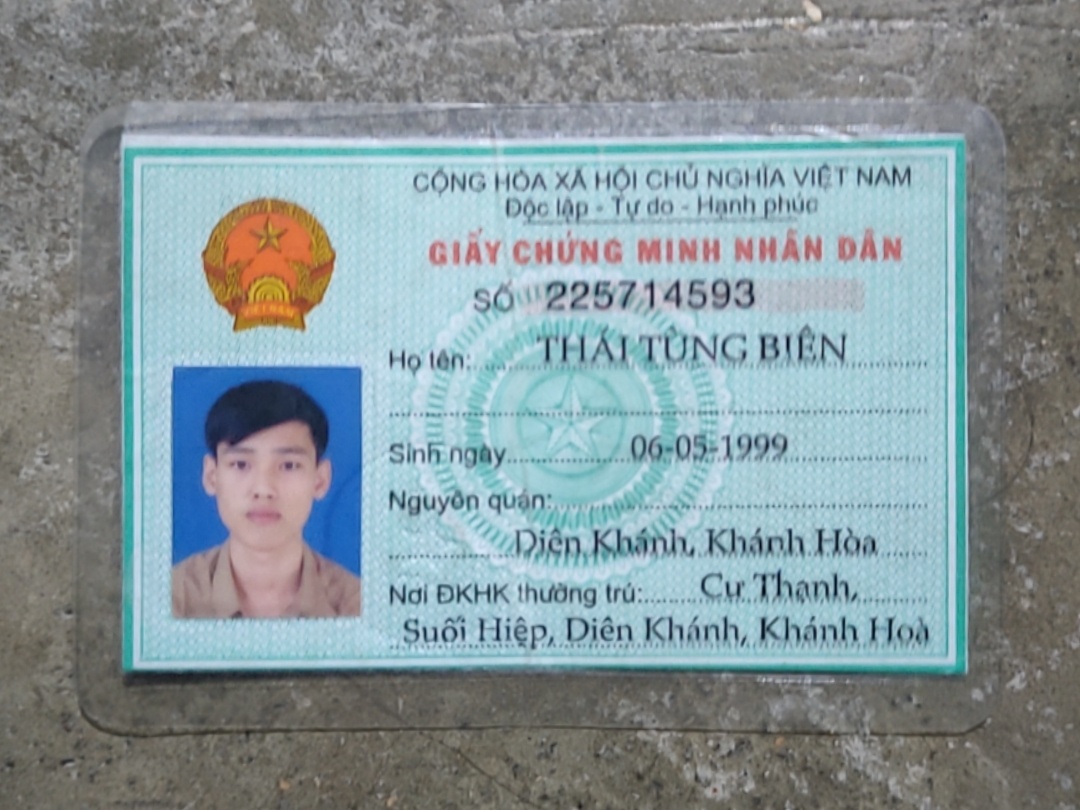 CỘNG HÒA XÃ HỘI CHỦ NGHĨA VIỆT NAM
Độc lập - Tự do - Hạnh phúc
GIẤY CHỨNG MINH NHÂN DÂN
SỐ 225714593
Họ tên: THÁI TÙNG BIÊN
Sinh ngày 06-05-1999
Nguyên quán:
Diên Khánh, Khánh Hòa
Nơi ĐKHK thường trú: Cư Thạnh,
Suối Hiệp, Diên Khánh, Khánh Hoà
VIỆT NAM